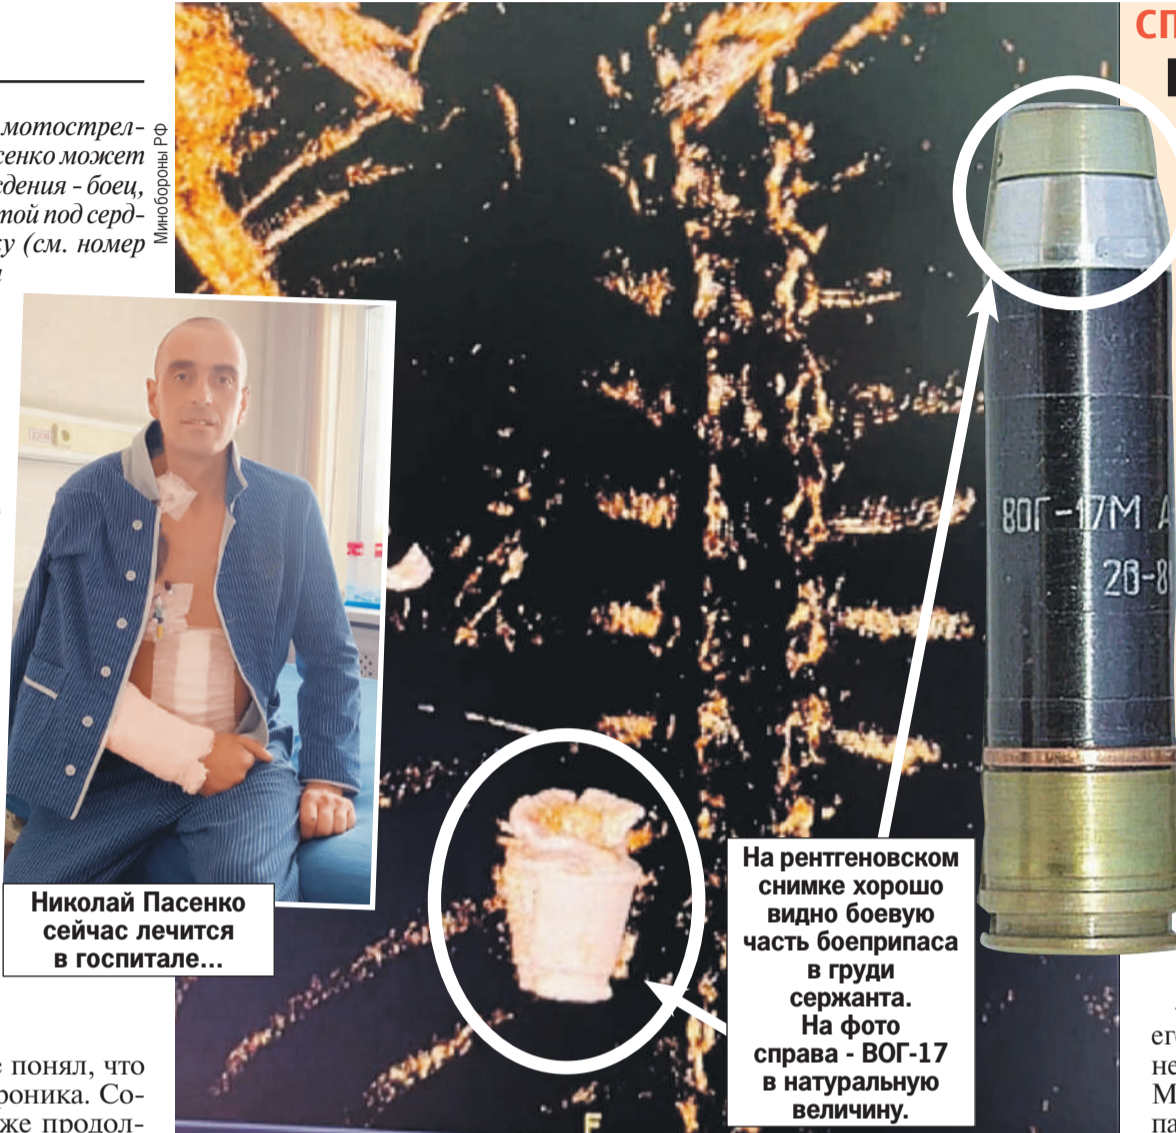 СП
мотострел-
сенко может
ждения - боец,
той под серд-
ку (см. номер
Минобороны РФ
ВОГ-17М
20-8
Николай Пасенко
сейчас лечится
в госпитале...
На рентгеновском
снимке хорошо
видно боевую
часть боеприпаса
в груди
сержанта.
На фото
справа - ВОГ-17
в натуральную
величину.
F
е понял, что
роника. Со-
же продол-
его
не
М
па